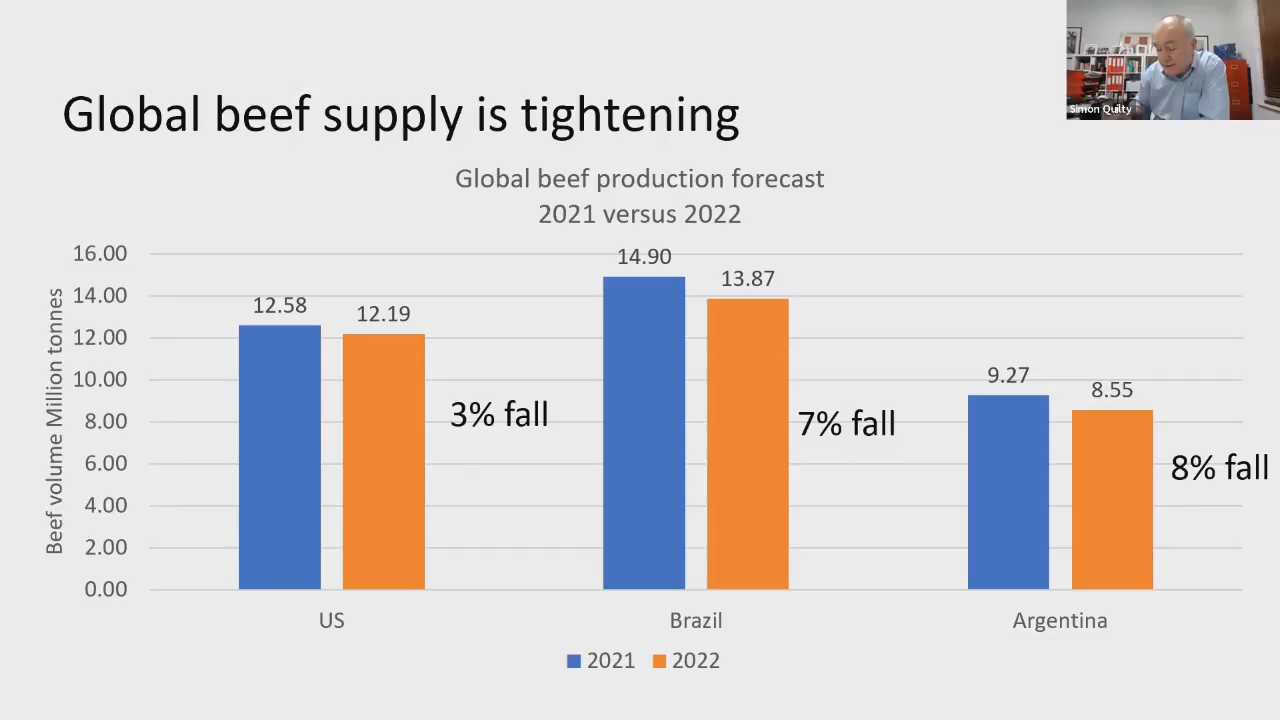 Simon Quilty
Global beef supply is tightening
Global beef production forecast
2021 versus 2022
Beef volume Million tonnes
16.00
14.00
12.00
10.00
8.00
6.00
4.00
2.00
0.00
12.58
12.19
3% fall
14.90
13.87
7% fall
9.27
8.55
8% fall
US
Brazil
Argentina
2021
2022